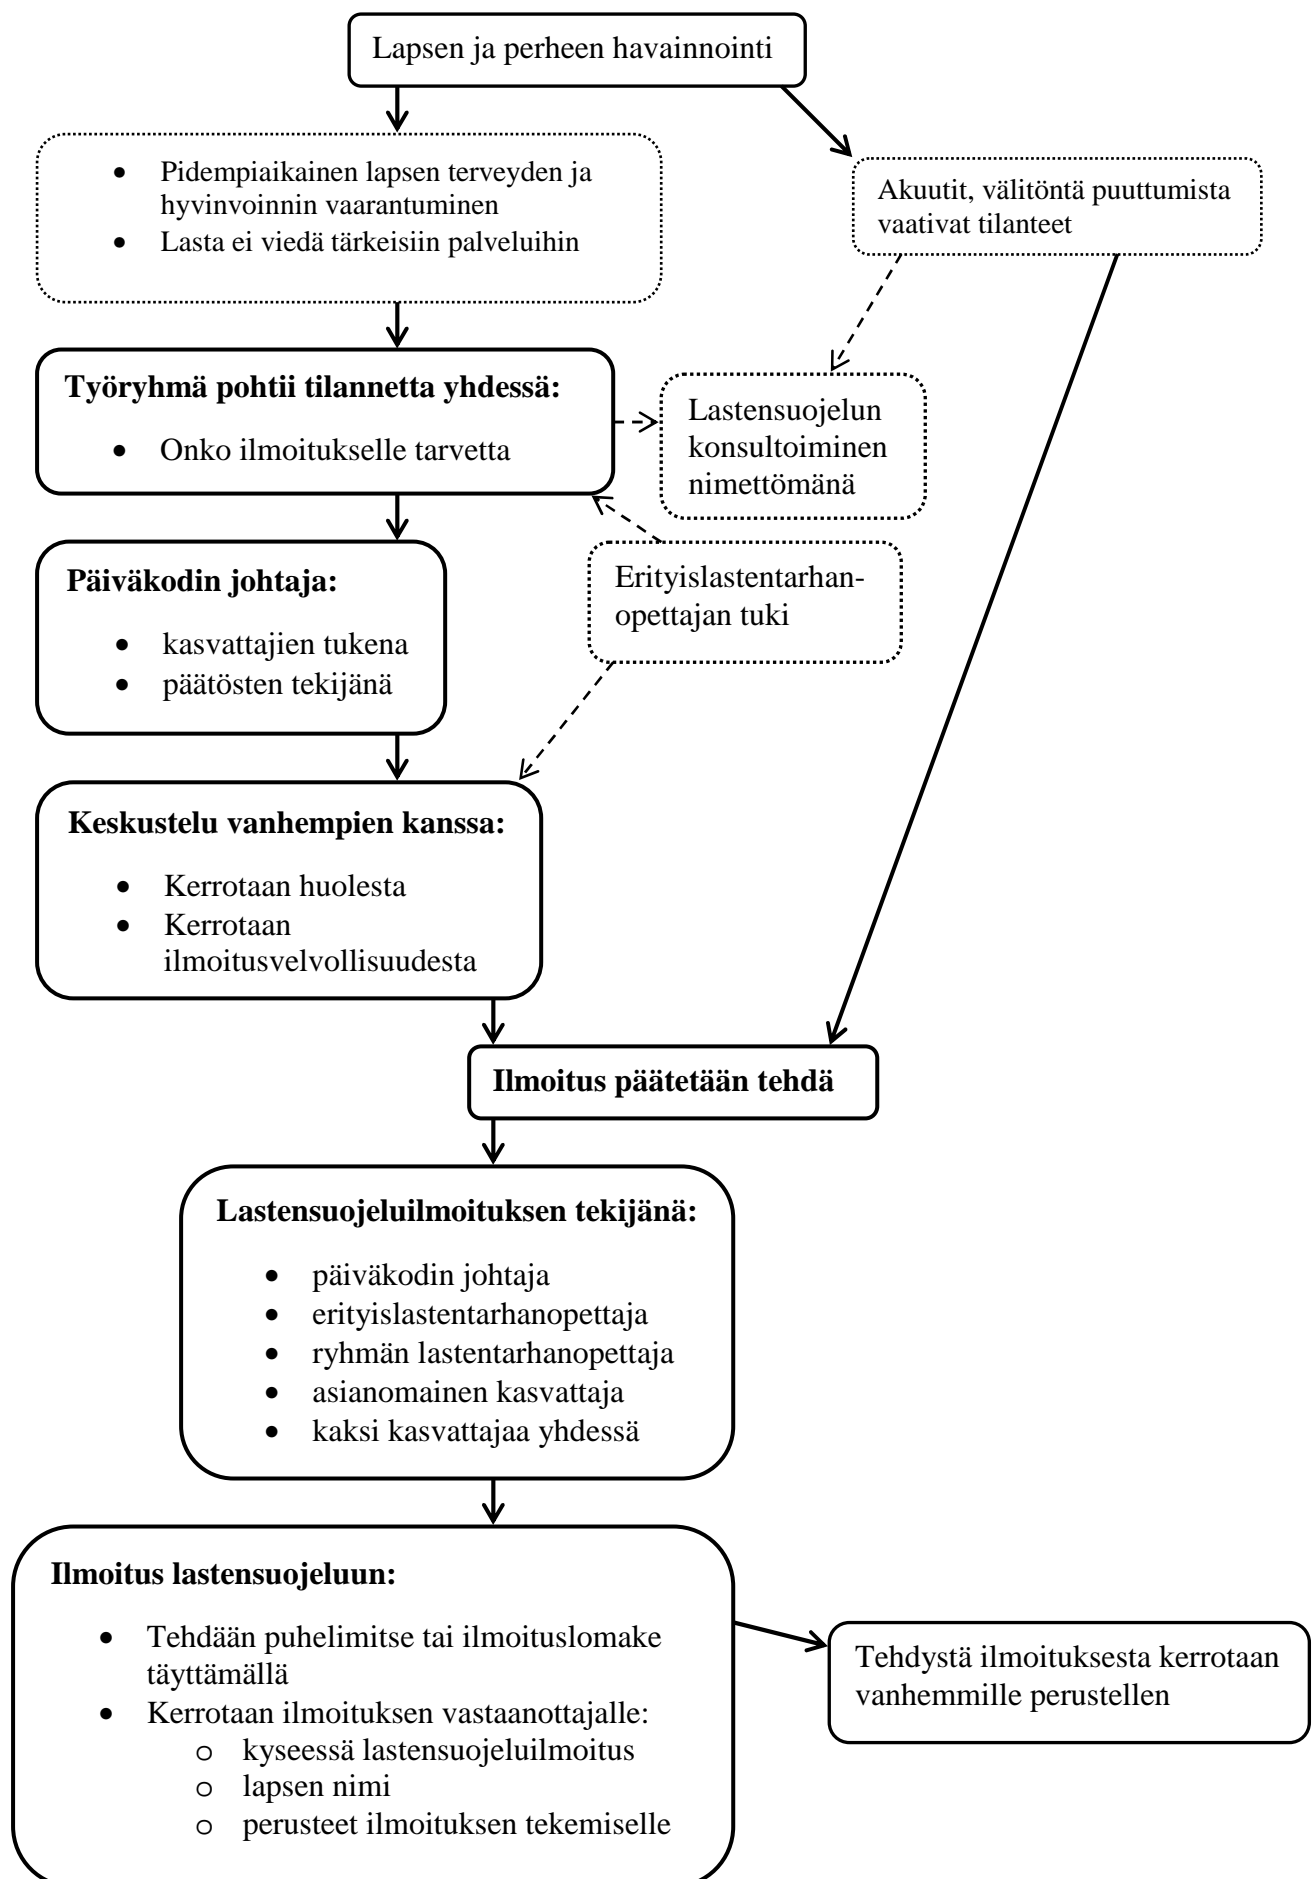 Lapsen ja perheen havainnointi
• Pidempiaikainen lapsen terveyden ja
hyvinvoinnin vaarantuminen
• Lasta ei viedä tärkeisiin palveluihin
Akuutit, välitöntä puuttumista
vaativat tilanteet
Työryhmä pohtii tilannetta yhdessä:
• Onko ilmoitukselle tarvetta
Lastensuojelun
konsultoiminen
nimettömänä
Päiväkodin johtaja:
• kasvattajien tukena
• päätösten tekijänä
Erityislastentarhan-
opettajan tuki
Keskustelu vanhempien kanssa:
• Kerrotaan huolesta
• Kerrotaan
ilmoitusvelvollisuudesta
Ilmoitus päätetään tehdä
Lastensuojeluilmoituksen tekijänä:
• päiväkodin johtaja
• erityislastentarhanopettaja
• ryhmän lastentarhanopettaja
• asianomainen kasvattaja
• kaksi kasvattajaa yhdessä
Ilmoitus lastensuojeluun:
• Tehdään puhelimitse tai ilmoituslomake
täyttämällä
• Kerrotaan ilmoituksen vastaanottajalle:
o kyseessä lastensuojeluilmoitus
o lapsen nimi
o perusteet ilmoituksen tekemiselle
Tehdystä ilmoituksesta kerrotaan
vanhemmille perustellen